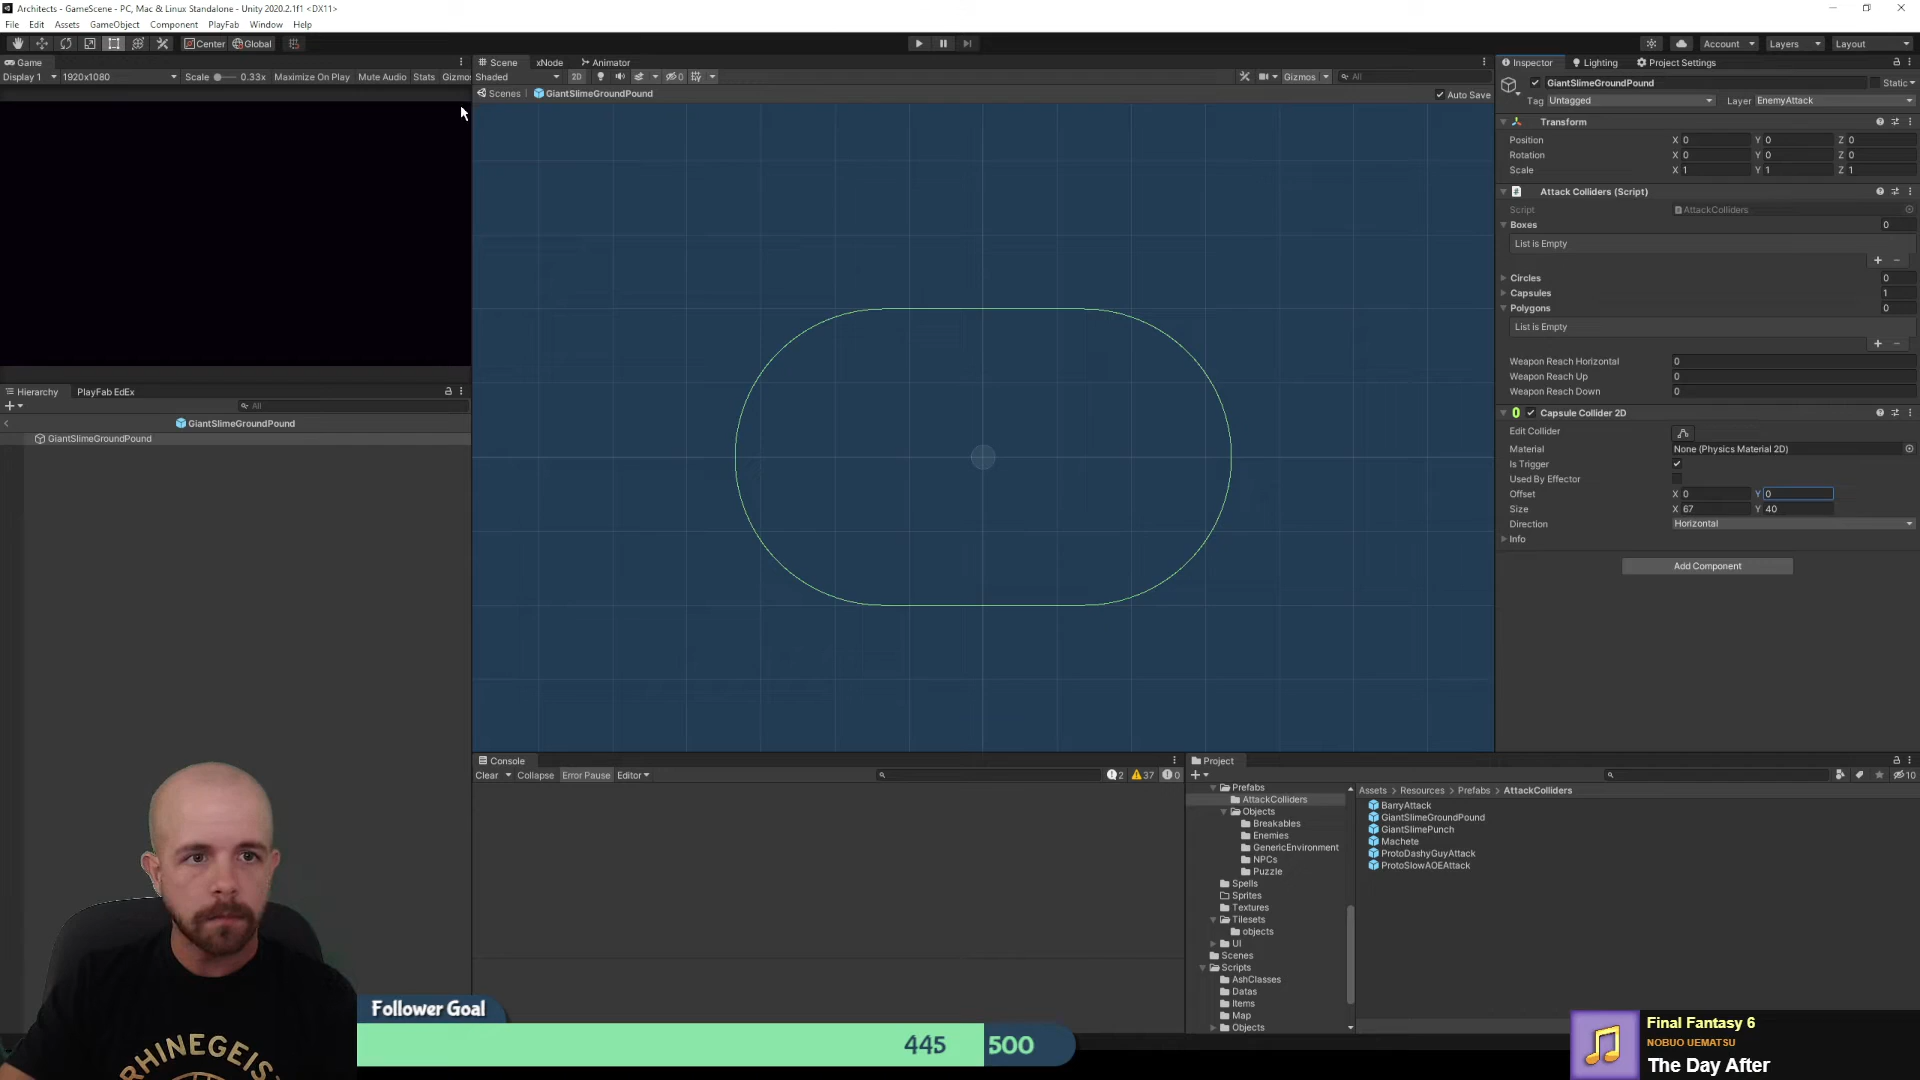 Architects - GameScene - PC, Mac & Linux Standalone - Unity 2020.2.1f1 <DX11>
File Edit Assets GameObject Component PlayFab Window Help
Center Global
Account Layers Layout
Game
Display 1 1920x1080 Scale 0.33x Maximize On Play Mute Audio Stats Gizmo
Scene xNode Animator
Shaded 2D 0 Gizmos All
Scenes GiantSlimeGroundPound Auto Save
Hierarchy PlayFab EdEx
All
GiantSlimeGroundPound
GiantSlimeGroundPound
Inspector Lighting Project Settings
GiantSlimeGroundPound Static
Tag Untagged Layer EnemyAttack
Transform
Position X 0 Y 0 Z 0
Rotation X 0 Y 0 Z 0
Scale X 1 Y 1 Z 1
Attack Colliders (Script)
Script AttackColliders
Boxes 0
List is Empty
Circles 0
Capsules 1
Polygons 0
List is Empty
Weapon Reach Horizontal 0
Weapon Reach Up 0
Weapon Reach Down 0
Capsule Collider 2D
Edit Collider
Material None (Physics Material 2D)
Is Trigger
Used By Effector
Offset X 0 Y 0
Size X 67 Y 40
Direction Horizontal
Info
Add Component
Console
Clear Collapse Error Pause Editor 2 37 0
Project
10
Prefabs
AttackColliders
Objects
Breakables
Enemies
GenericEnvironment
NPCs
Puzzle
Spells
Sprites
Textures
Tilesets
objects
UI
Scenes
Scripts
AshClasses
Datas
Items
Map
Objects
Assets > Resources > Prefabs > AttackColliders
BarryAttack
GiantSlimeGroundPound
GiantSlimePunch
Machete
ProtoDashyGuyAttack
ProtoSlowAOEAttack
RHINEGEIST
Follower Goal
445 500
Final Fantasy 6
NOBUO UEMATSU
The Day After